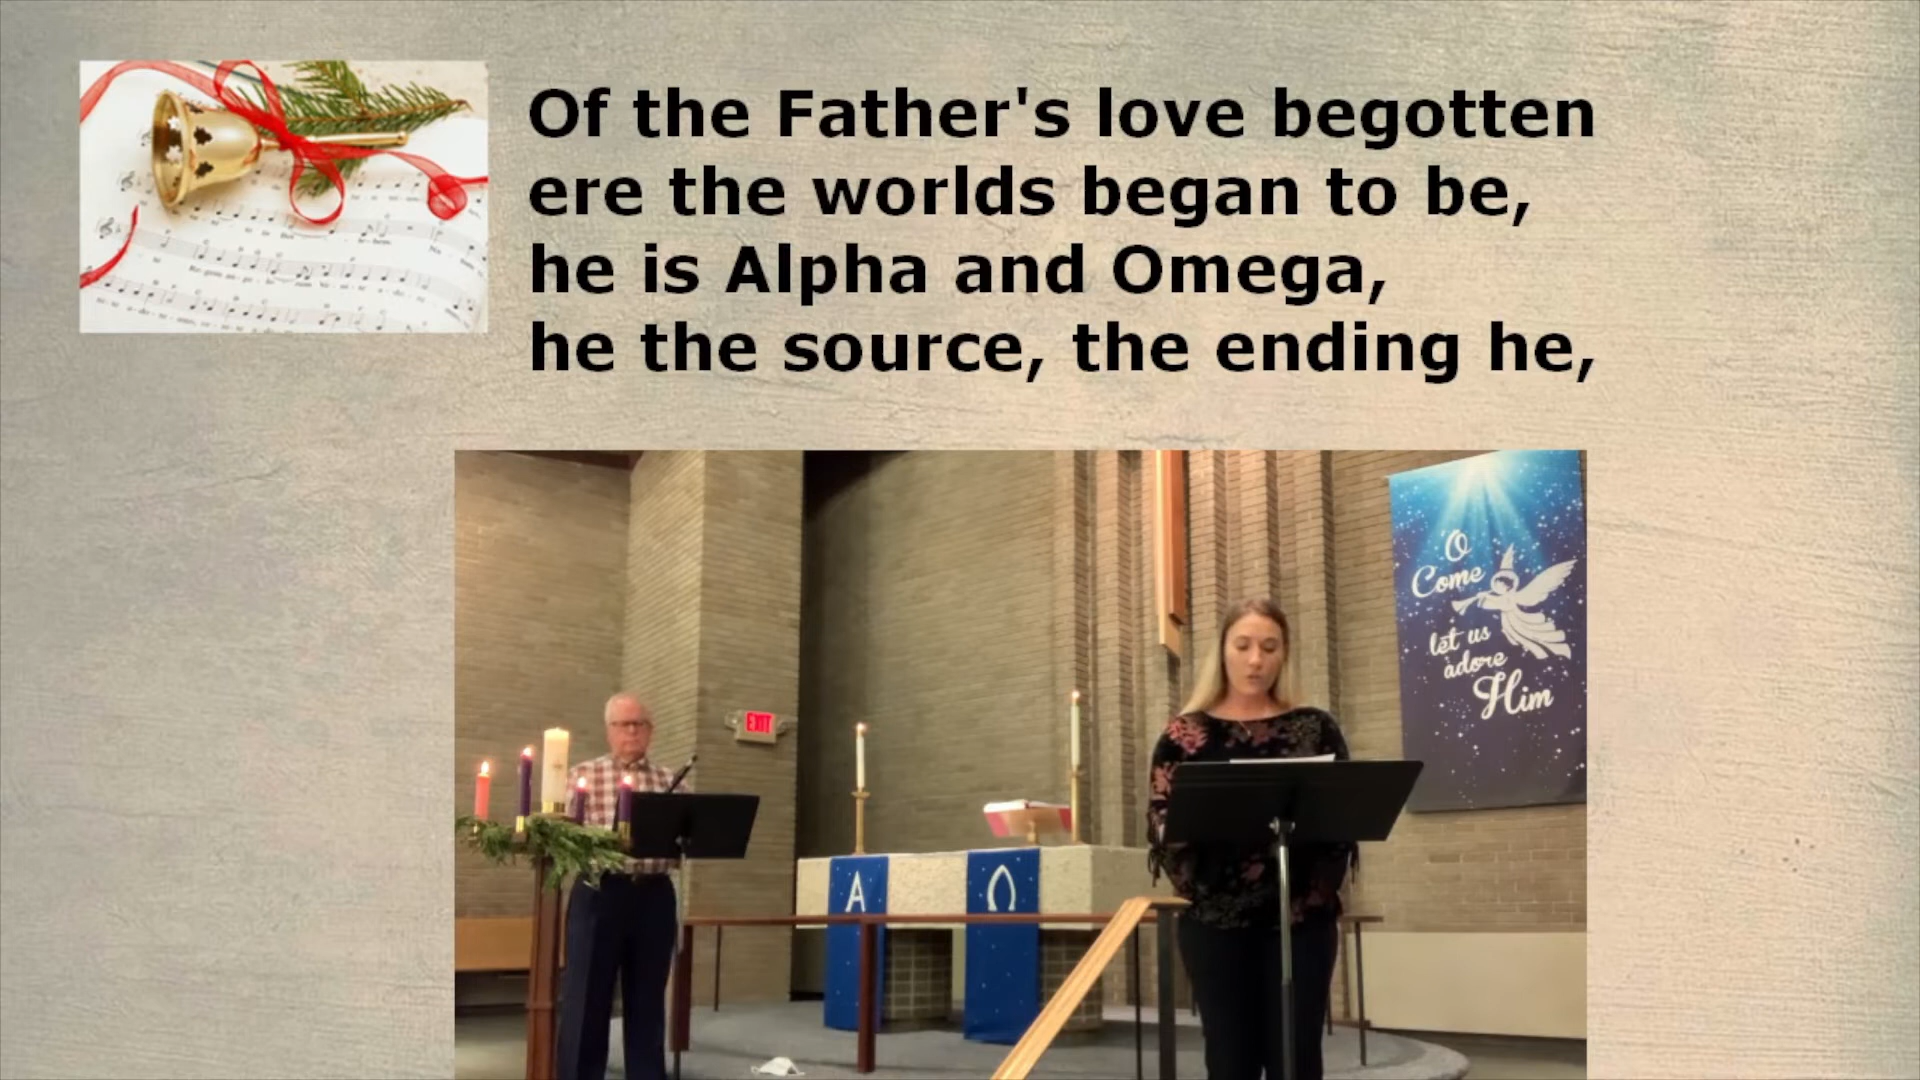 Of the Father's love begotten
ere the worlds began to be,
he is Alpha and Omega,
he the source, the ending he,
O
Come
let us
adore
Him
EXIT
Α
Ω